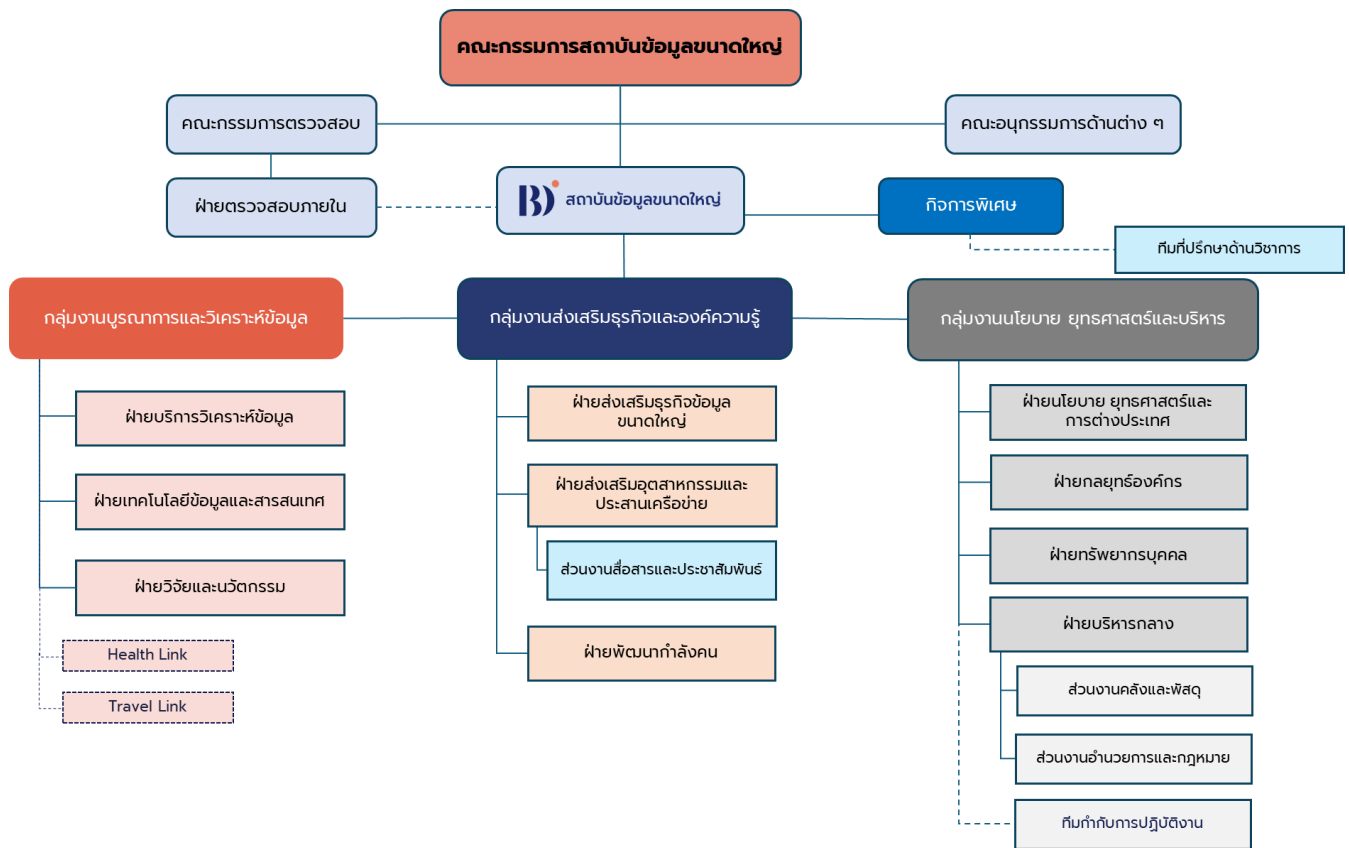 คณะกรรมการสถาบันข้อมูลขนาดใหญ่
คณะกรรมการตรวจสอบ
คณะอนุกรรมการด้านต่าง ๆ
ฝ่ายตรวจสอบภายใน
สถาบันข้อมูลขนาดใหญ่
กิจการพิเศษ
ทีมที่ปรึกษาด้านวิชาการ
กลุ่มงานบูรณาการและวิเคราะห์ข้อมูล
ฝ่ายบริการวิเคราะห์ข้อมูล
ฝ่ายเทคโนโลยีข้อมูลและสารสนเทศ
ฝ่ายวิจัยและนวัตกรรม
Health Link
Travel Link
กลุ่มงานส่งเสริมธุรกิจและองค์ความรู้
ฝ่ายส่งเสริมธุรกิจข้อมูล
ขนาดใหญ่
ฝ่ายส่งเสริมอุตสาหกรรมและ
ประสานเครือข่าย
ส่วนงานสื่อสารและประชาสัมพันธ์
ฝ่ายพัฒนากำลังคน
กลุ่มงานนโยบาย ยุทธศาสตร์และบริหาร
ฝ่ายนโยบาย ยุทธศาสตร์และ
การต่างประเทศ
ฝ่ายกลยุทธ์องค์กร
ฝ่ายทรัพยากรบุคคล
ฝ่ายบริหารกลาง
ส่วนงานคลังและพัสดุ
ส่วนงานอำนวยการและกฎหมาย
ทีมกำกับการปฏิบัติงาน